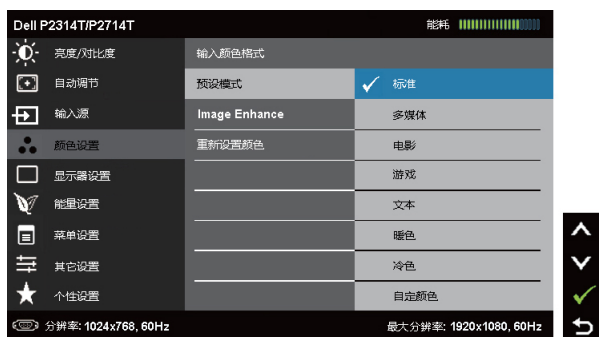 Dell P2314T/P2714T 能耗
亮度/对比度 输入颜色格式
自动调节 预设模式 标准
输入源 Image Enhance 多媒体
颜色设置 重新设置颜色 电影
显示器设置 游戏
能量设置 文本
菜单设置 暖色
其它设置 冷色
个性设置 自定颜色
分辨率: 1024x768, 60Hz 最大分辨率: 1920x1080, 60Hz